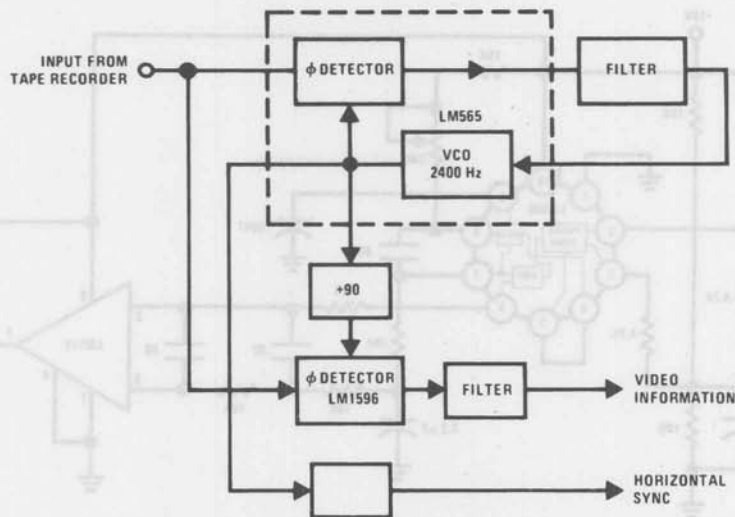 INPUT FROM
TAPE RECORDER
ϕ DETECTOR
FILTER
LM565
VCO
2400 Hz
+90
ϕ DETECTOR
LM1596
FILTER
VIDEO
INFORMATION
HORIZONTAL
SYNC